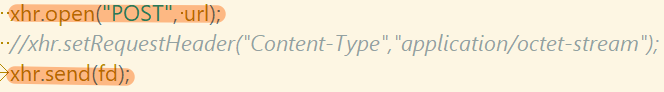 xhr.open("POST", url);
//xhr.setRequestHeader("Content-Type","application/octet-stream");
xhr.send(fd);